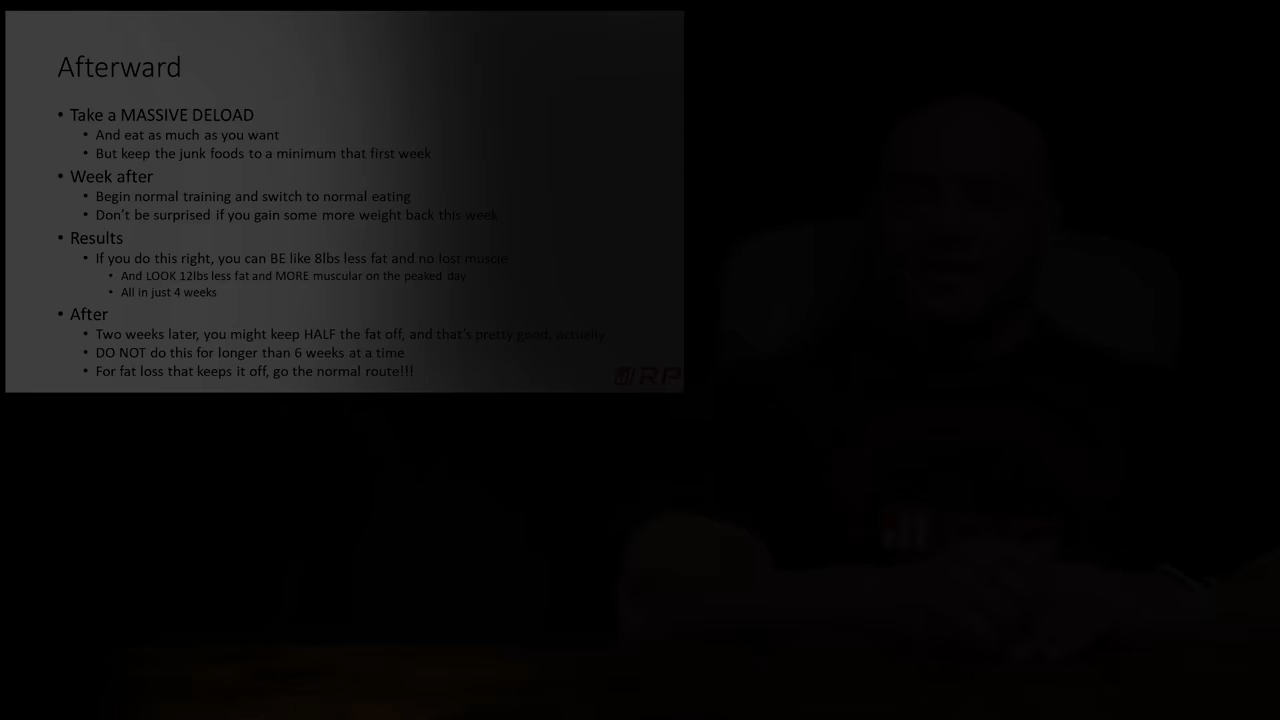 Afterward
• Take a MASSIVE DELOAD
• And eat as much as you want
• But keep the junk foods to a minimum that first week
• Week after
• Begin normal training and switch to normal eating
• Don't be surprised if you gain some more weight back this week
• Results
• If you do this right, you can BE like 8lbs less fat and no lost muscle
• And LOOK 12lbs less fat and MORE muscular on the peaked day
• All in just 4 weeks
• After
• Two weeks later, you might keep HALF the fat off, and that's pretty good, actually
• DO NOT do this for longer than 6 weeks at a time
• For fat loss that keeps it off, go the normal route!!!
RP